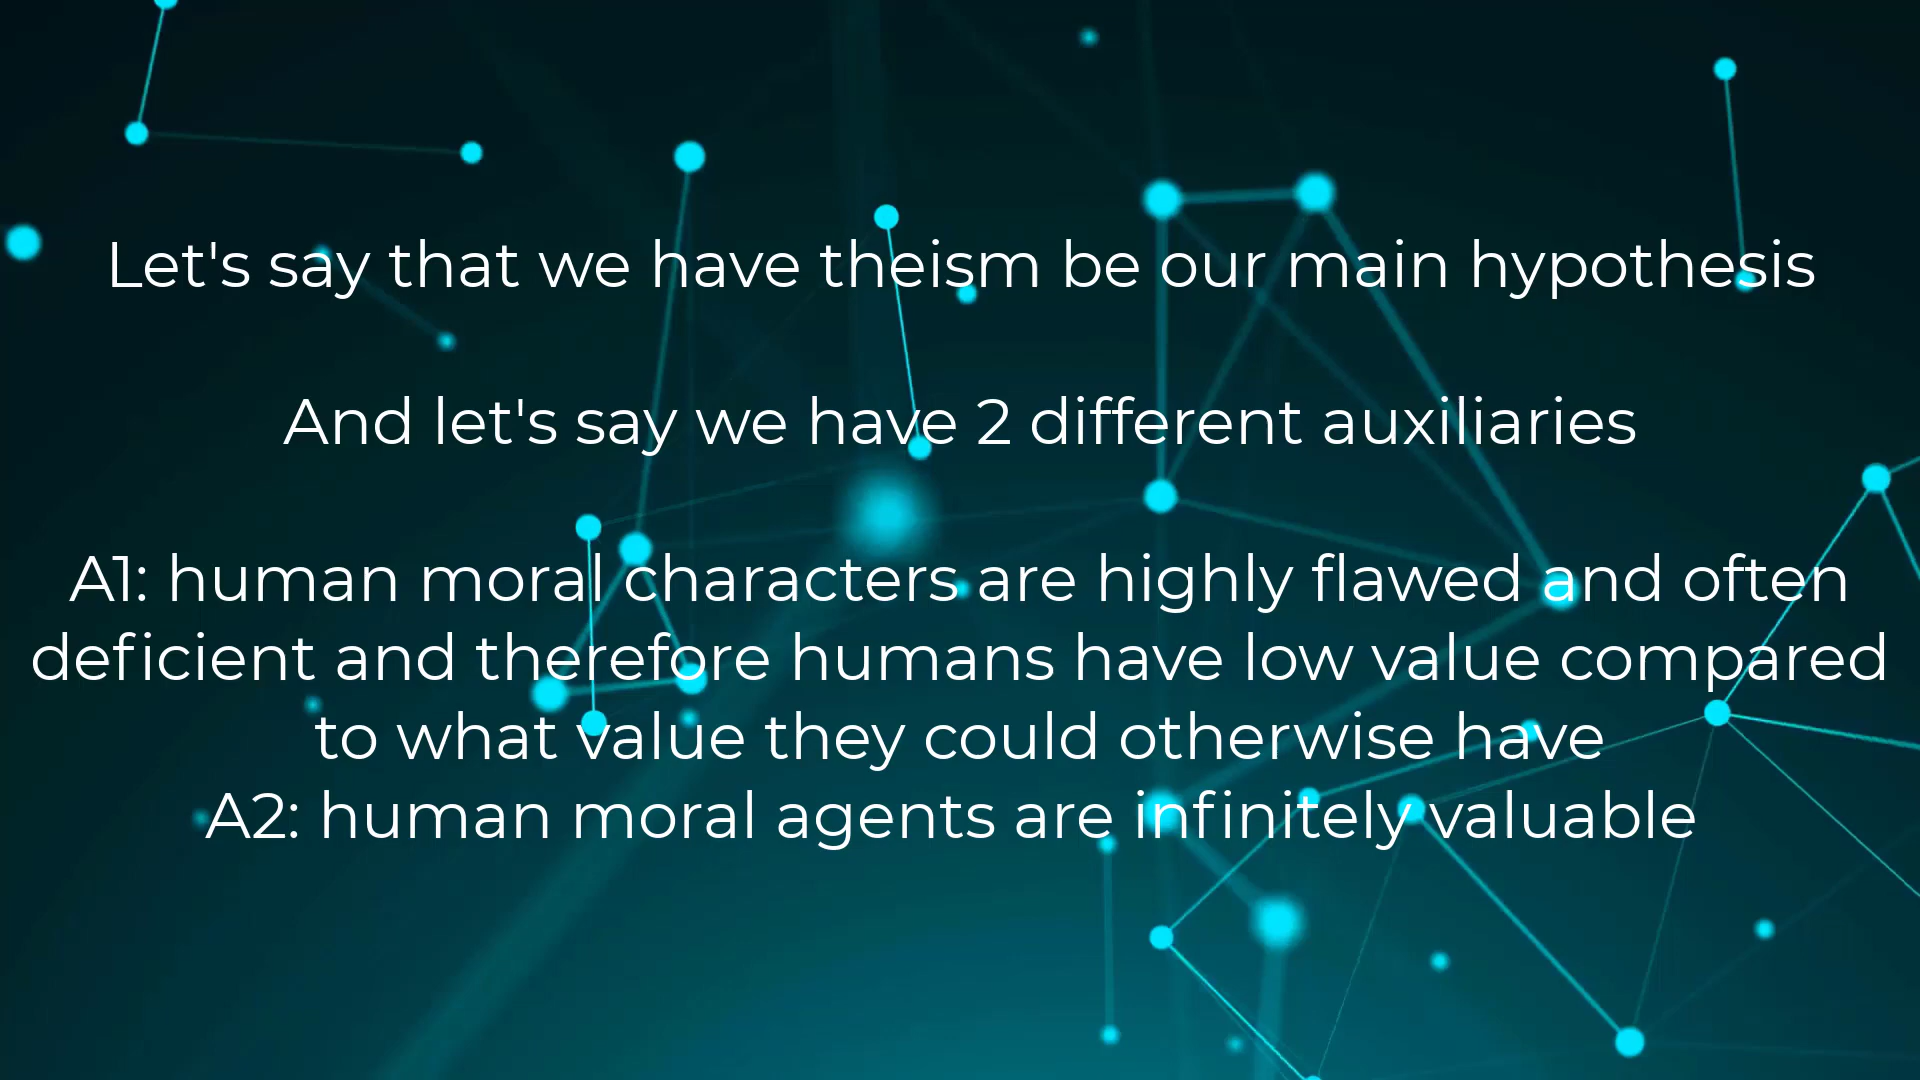 Let's say that we have theism be our main hypothesis
And let's say we have 2 different auxiliaries
A1: human moral characters are highly flawed and often
deficient and therefore humans have low value compared
to what value they could otherwise have
A2: human moral agents are infinitely valuable